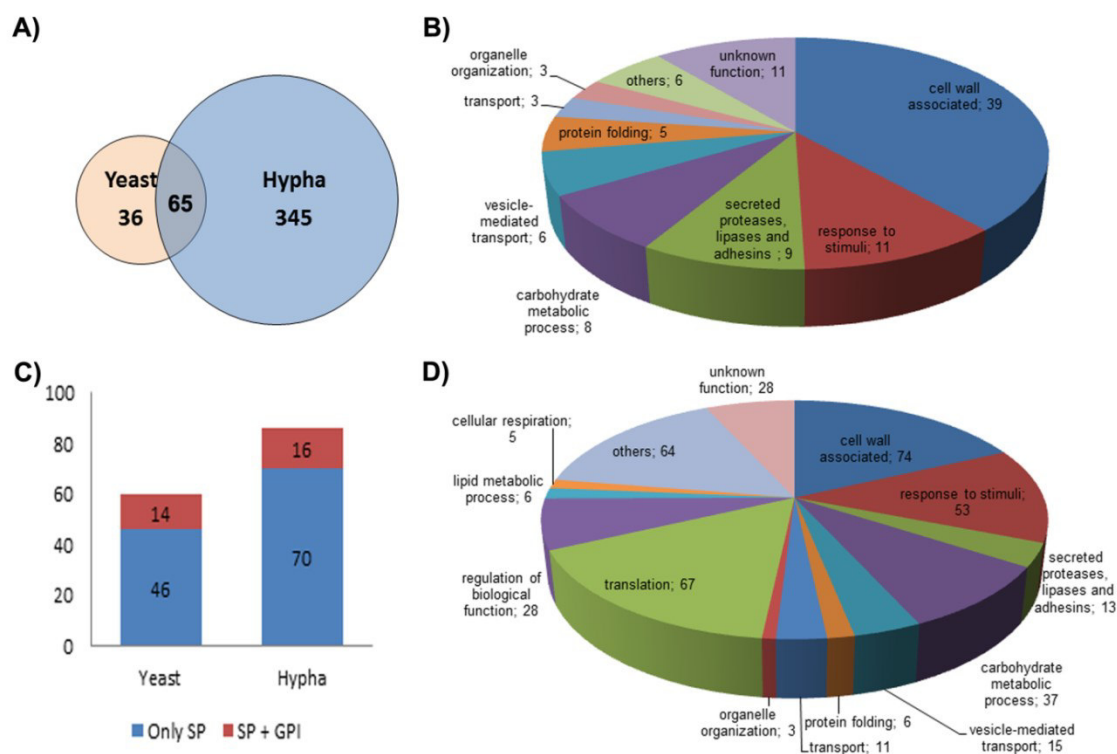 A)
Yeast
36
65
Hypha
345
B)
organelle
organization; 3
transport; 3
others; 6
unknown
function; 11
cell wall
associated; 39
protein folding; 5
vesicle-
mediated
transport; 6
secreted
proteases,
lipases and
adhesins ; 9
response to
stimuli; 11
carbohydrate
metabolic
process; 8
C)
100
80
60
40
20
0
14
46
16
70
Yeast
Hypha
Only SP
SP + GPI
D)
unknown
function; 28
cellular respiration;
5
others; 64
cell wall
associated; 74
lipid metabolic
process; 6
response to stimuli;
53
secreted
proteases,
lipases and
adhesins; 13
regulation of
biological
function; 28
translation; 67
carbohydrate
metabolic process;
37
organelle
organization; 3
protein folding; 6
transport; 11
vesicle-mediated
transport; 15